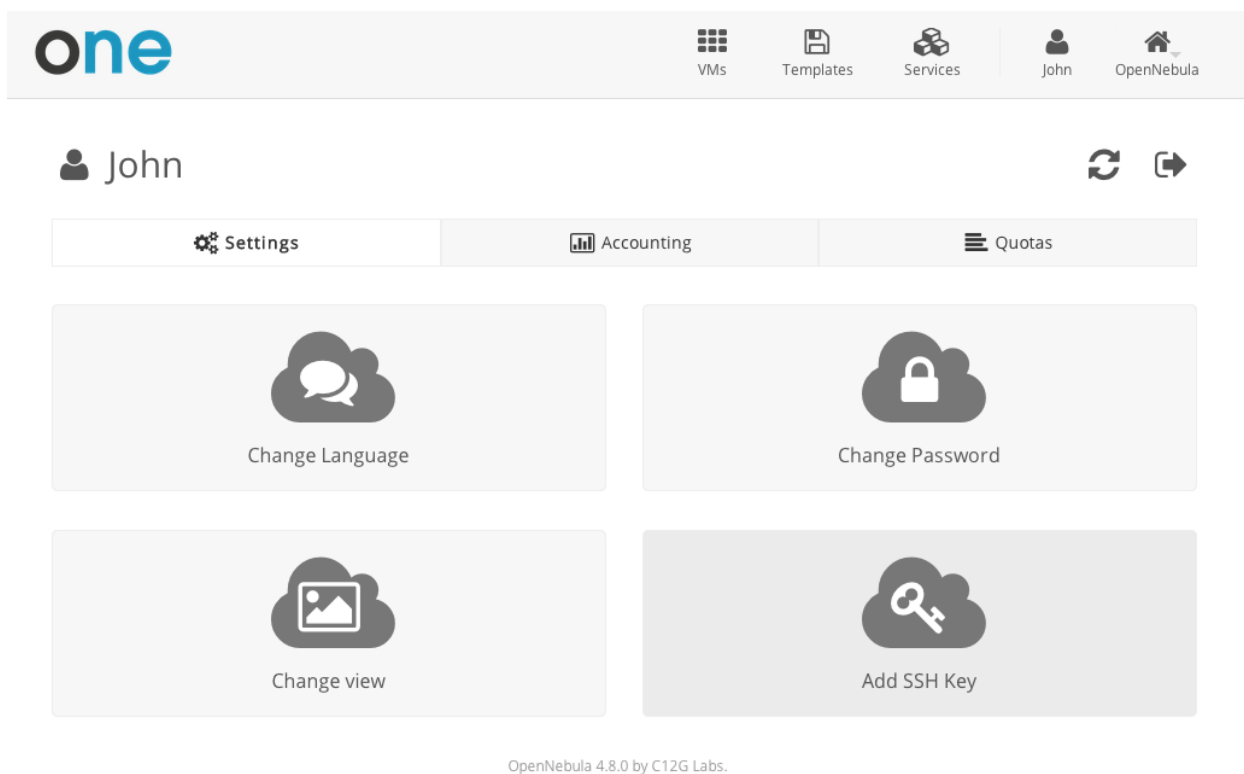 one
VMs Templates Services John OpenNebula
John
Settings Accounting Quotas
Change Language Change Password
Change view Add SSH Key
OpenNebula 4.8.0 by C12G Labs.